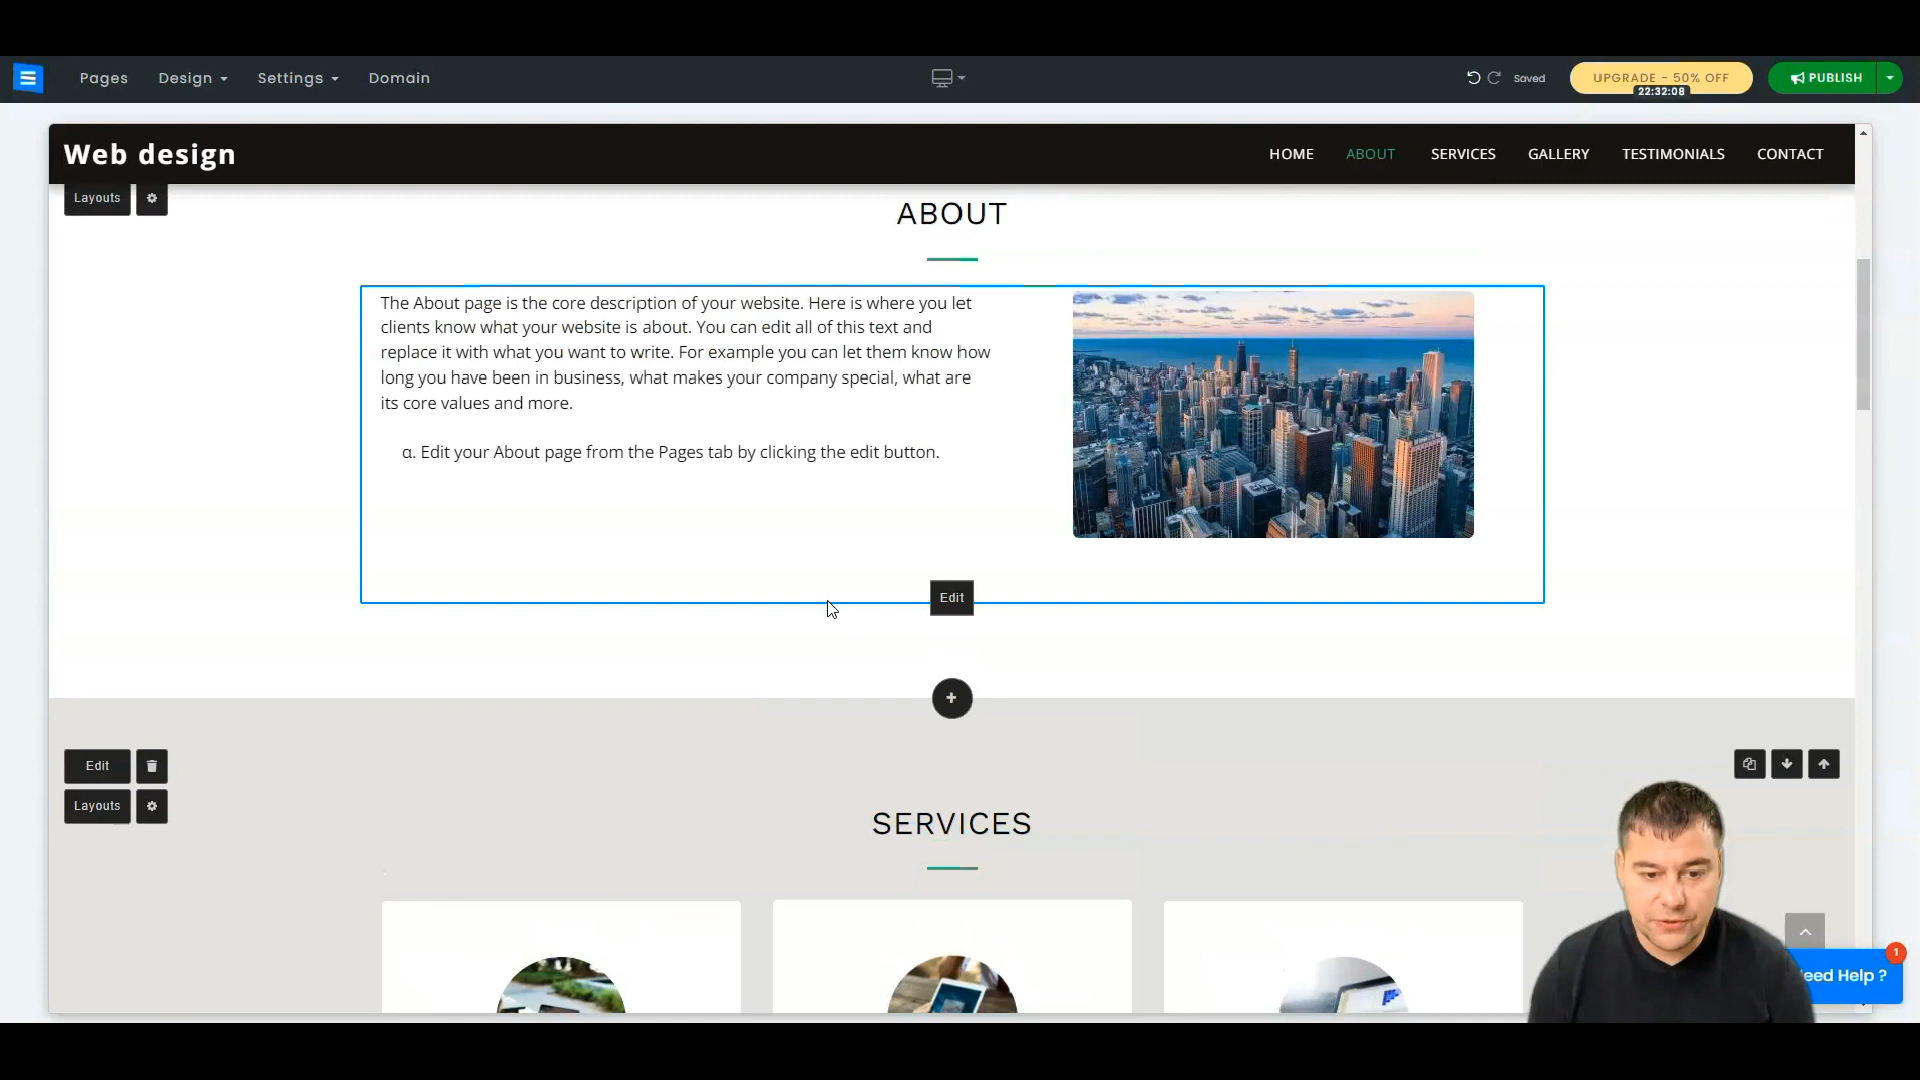 Pages
Design
Settings
Domain
Saved
UPGRADE - 50% OFF
22:32:08
PUBLISH
Web design
HOME
ABOUT
SERVICES
GALLERY
TESTIMONIALS
CONTACT
Layouts
ABOUT
The About page is the core description of your website. Here is where you let
clients know what your website is about. You can edit all of this text and
replace it with what you want to write. For example you can let them know how
long you have been in business, what makes your company special, what are
its core values and more.
α. Edit your About page from the Pages tab by clicking the edit button.
Edit
+
Edit
Layouts
SERVICES
1
eed Help ?